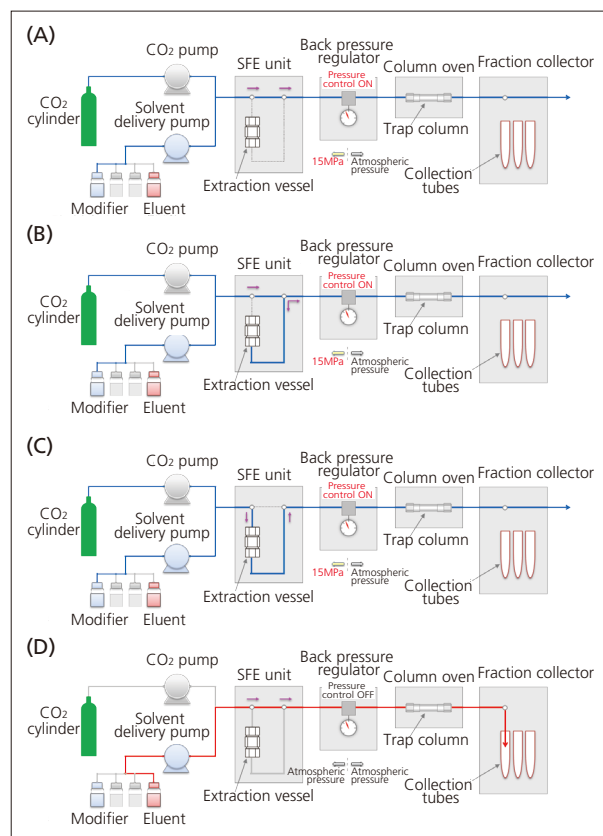 (A)
CO₂ pump
SFE unit
Back pressure
regulator
Column oven
Fraction collector
Pressure
control ON
CO₂
cylinder
Solvent
delivery pump
Trap column
15MPa
Atmospheric
pressure
Extraction vessel
Collection
tubes
Modifier
Eluent
(B)
CO₂ pump
SFE unit
Back pressure
regulator
Column oven
Fraction collector
Pressure
control ON
CO₂
cylinder
Solvent
delivery pump
Trap column
15MPa
Atmospheric
pressure
Extraction vessel
Collection
tubes
Modifier
Eluent
(C)
CO₂ pump
SFE unit
Back pressure
regulator
Column oven
Fraction collector
Pressure
control ON
CO₂
cylinder
Solvent
delivery pump
Trap column
15MPa
Atmospheric
pressure
Extraction vessel
Collection
tubes
Modifier
Eluent
(D)
CO₂ pump
SFE unit
Back pressure
regulator
Column oven
Fraction collector
Pressure
control OFF
CO₂
cylinder
Solvent
delivery pump
Trap column
Atmospheric
pressure
Atmospheric
pressure
Extraction vessel
Collection
tubes
Modifier
Eluent